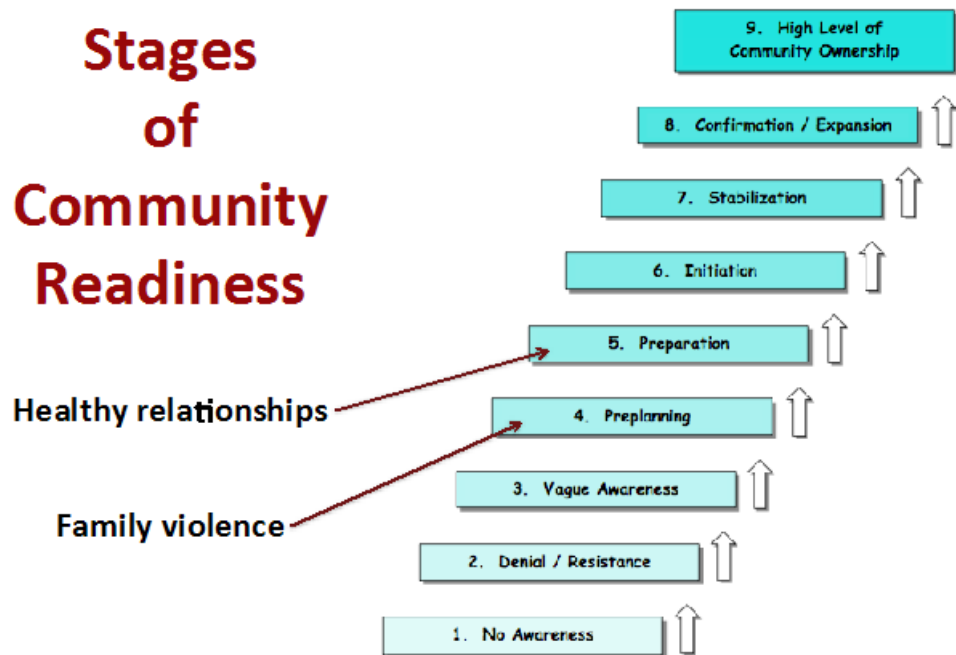 Stages
of
Community
Readiness
9. High Level of
Community Ownership
8. Confirmation / Expansion
7. Stabilization
6. Initiation
5. Preparation
Healthy relationships
4. Preplanning
3. Vague Awareness
Family violence
2. Denial / Resistance
1. No Awareness